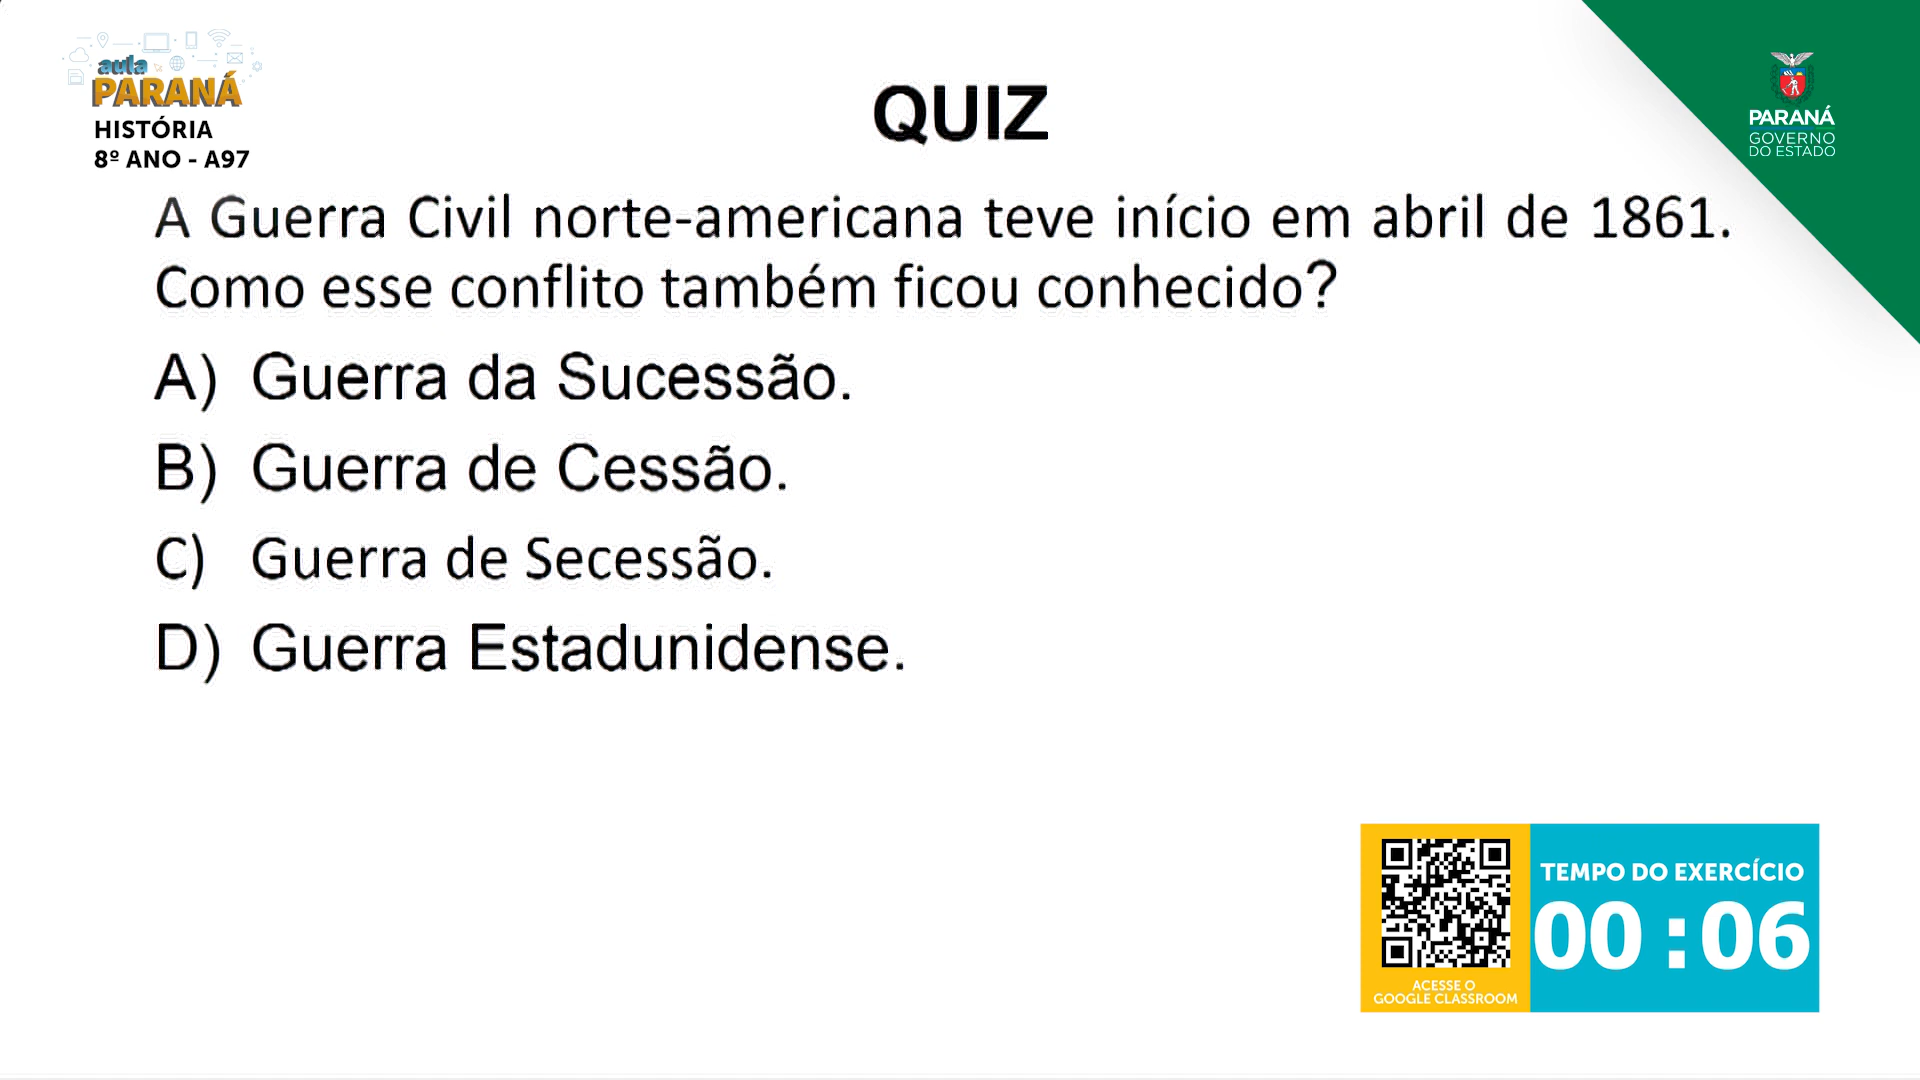 aula
PARANÁ
HISTÓRIA
8º ANO - A97
QUIZ
PARANÁ
GOVERNO
DO ESTADO
A Guerra Civil norte-americana teve início em abril de 1861.
Como esse conflito também ficou conhecido?
A) Guerra da Sucessão.
B) Guerra de Cessão.
C) Guerra de Secessão.
D) Guerra Estadunidense.
ACESSE O
GOOGLE CLASSROOM
TEMPO DO EXERCÍCIO
00:06